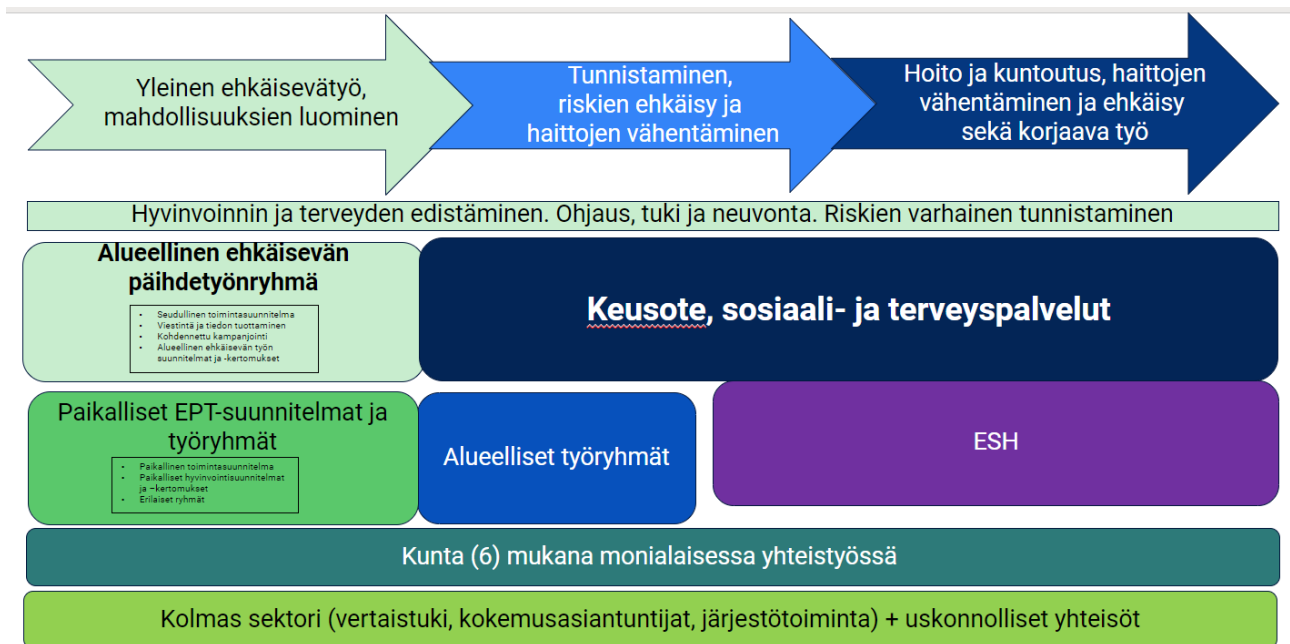 Yleinen ehkäisevätyö,
mahdollisuuksien luominen
Tunnistaminen,
riskien ehkäisy ja
haittojen vähentäminen
Hoito ja kuntoutus, haittojen
vähentäminen ja ehkäisy
sekä korjaava työ
Hyvinvoinnin ja terveyden edistäminen. Ohjaus, tuki ja neuvonta. Riskien varhainen tunnistaminen
Alueellinen ehkäisevän
päihdetyönryhmä
• Seudullinen toimintasuunnitelma
• Viestintä ja tiedon tuottaminen
• Kohdennettu kampanjointi
• Alueellinen ehkäisevän työn
suunnitelmat ja -kertomukset
Keusote, sosiaali- ja terveyspalvelut
Paikalliset EPT-suunnitelmat ja
työryhmät
• Paikallinen toimintasuunnitelma
• Paikalliset hyvinvointisuunnitelmat
ja –kertomukset
• Erilaiset ryhmät
Alueelliset työryhmät
ESH
Kunta (6) mukana monialaisessa yhteistyössä
Kolmas sektori (vertaistuki, kokemusasiantuntijat, järjestötoiminta) + uskonnolliset yhteisöt